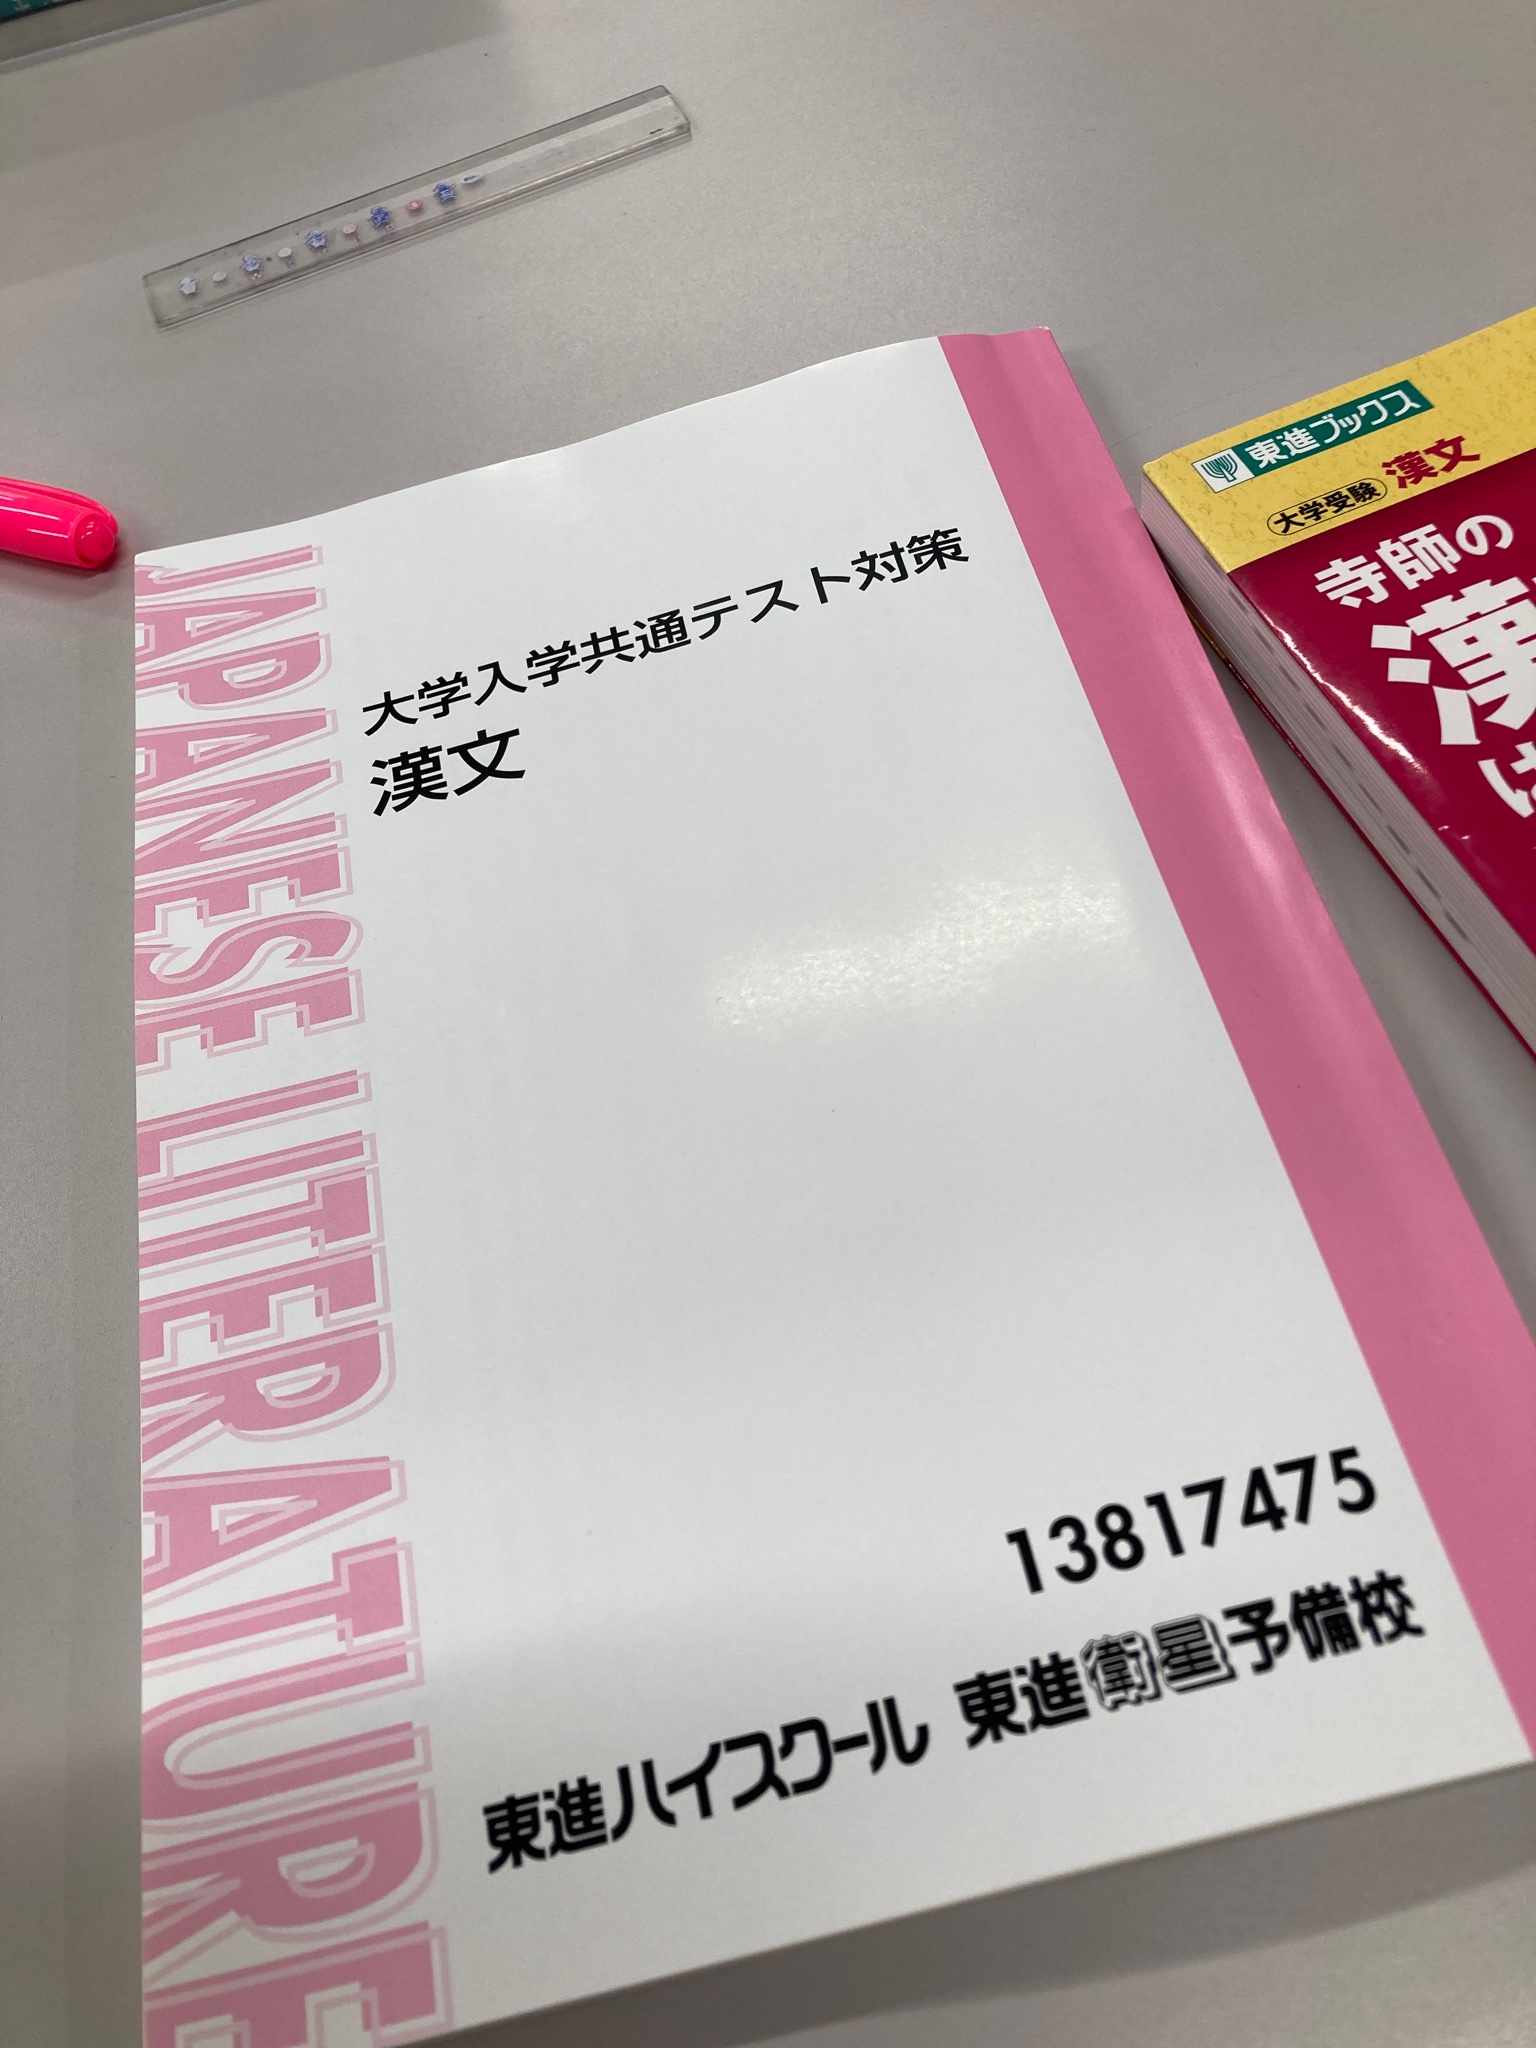 大学入学共通テスト対策
漢文
JAPANESE LITERATURE
13817475
東進ハイスクール 東進衛星予備校
東進ブックス
大学受験 漢文
寺師の
漢
は